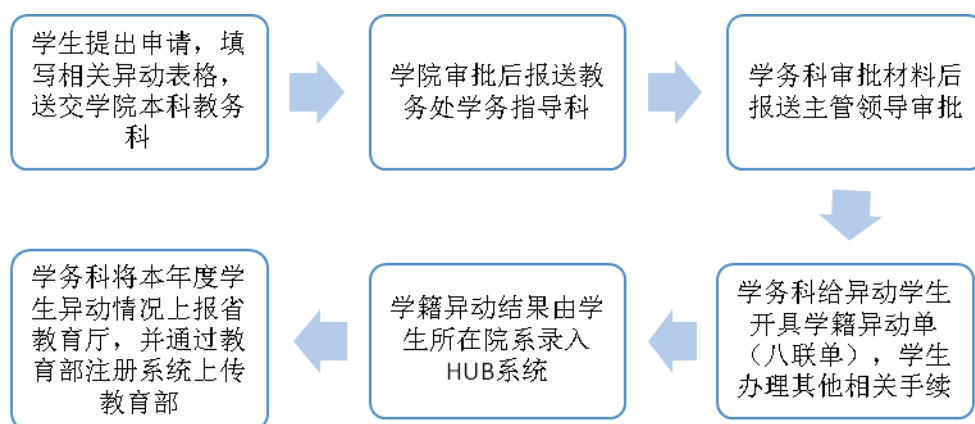 学生提出申请，填
写相关异动表格，
送交学院本科教务
科
学院审批后报送教
务处学务指导科
学务科审批材料后
报送主管领导审批
学务科给异动学生
开具学籍异动单
（八联单），学生
办理其他相关手续
学籍异动结果由学
生所在院系录入
HUB系统
学务科将本年度学
生异动情况上报省
教育厅，并通过教
育部注册系统上传
教育部